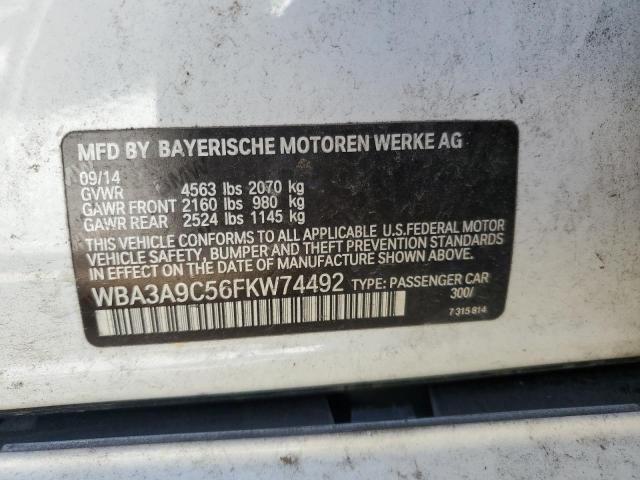 MFD BY BAYERISCHE MOTOREN WERKE AG
09/14
GVWR 4563 lbs 2070 kg
GAWR FRONT 2160 lbs 980 kg
GAWR REAR 2524 lbs 1145 kg
THIS VEHICLE CONFORMS TO ALL APPLICABLE U.S.FEDERAL MOTOR
VEHICLE SAFETY, BUMPER AND THEFT PREVENTION STANDARDS
IN EFFECT ON THE DATE OF MANUFACTURE SHOWN ABOVE.
WBA3A9C56FKW74492 TYPE: PASSENGER CAR
300/
7 315 814